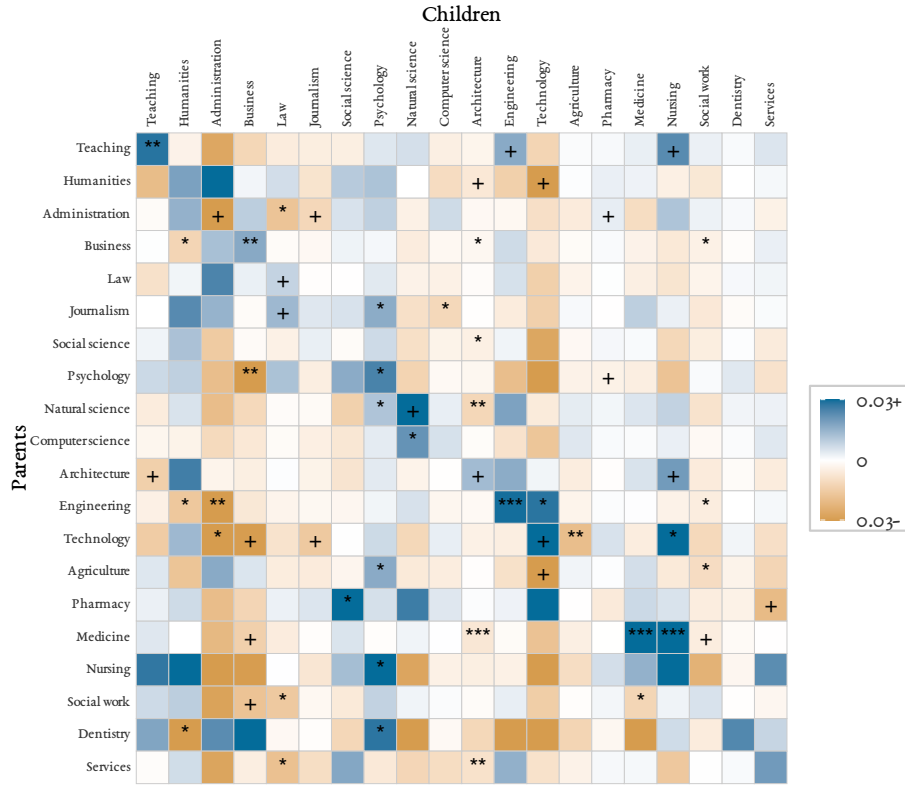 Children
Teaching
Humanities
Administration
Business
Law
Journalism
Social science
Psychology
Natural science
Computer science
Architecture
Engineering
Technology
Agriculture
Pharmacy
Medicine
Nursing
Social work
Dentistry
Services
Parents
Teaching ** + +
Humanities + +
Administration + * + +
Business * ** * *
Law +
Journalism + * *
Social science *
Psychology ** * +
Natural science * + **
Computer science *
Architecture + + +
Engineering * ** *** * *
Technology * + + + ** *
Agriculture * + *
Pharmacy * +
Medicine + *** *** *** +
Nursing *
Social work + * *
Dentistry * *
Services * **
0.03+
0
0.03-